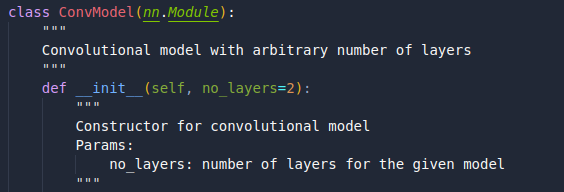 class ConvModel(nn.Module):
"""
Convolutional model with arbitrary number of layers
"""
def __init__(self, no_layers=2):
"""
Constructor for convolutional model
Params:
no_layers: number of layers for the given model
"""